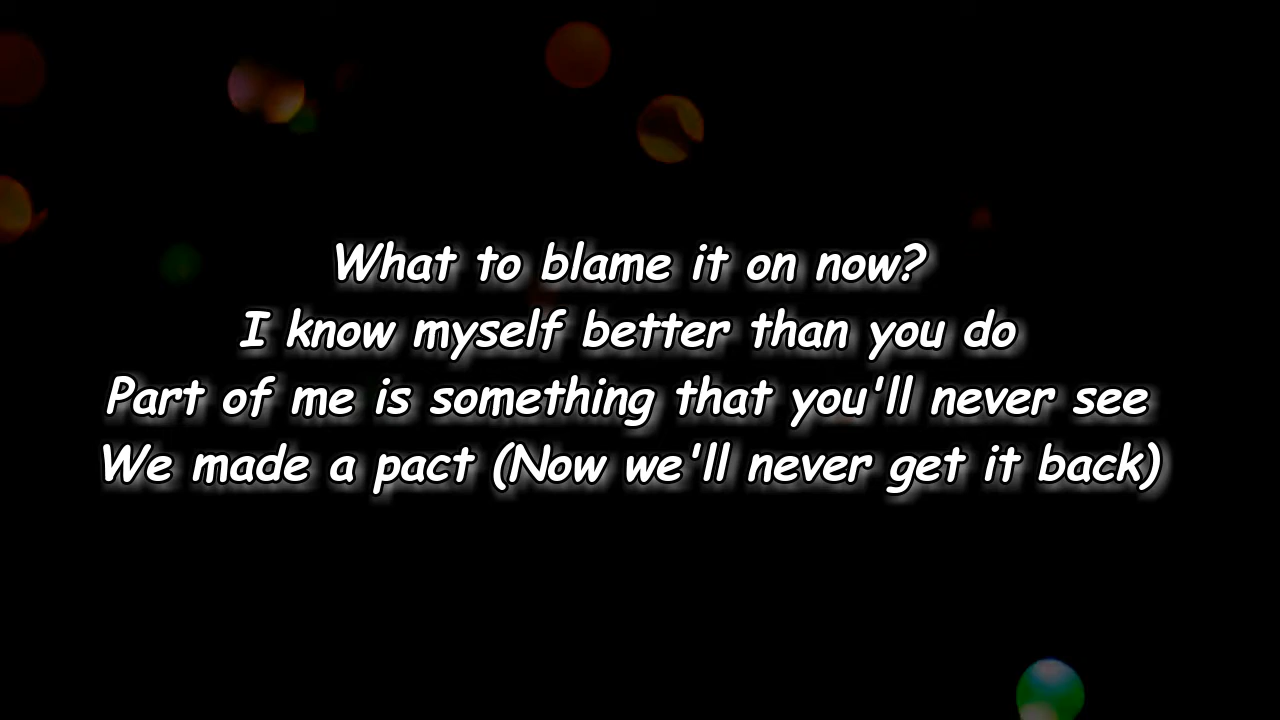 What to blame it on now?
I know myself better than you do
Part of me is something that you'll never see
We made a pact (Now we'll never get it back)